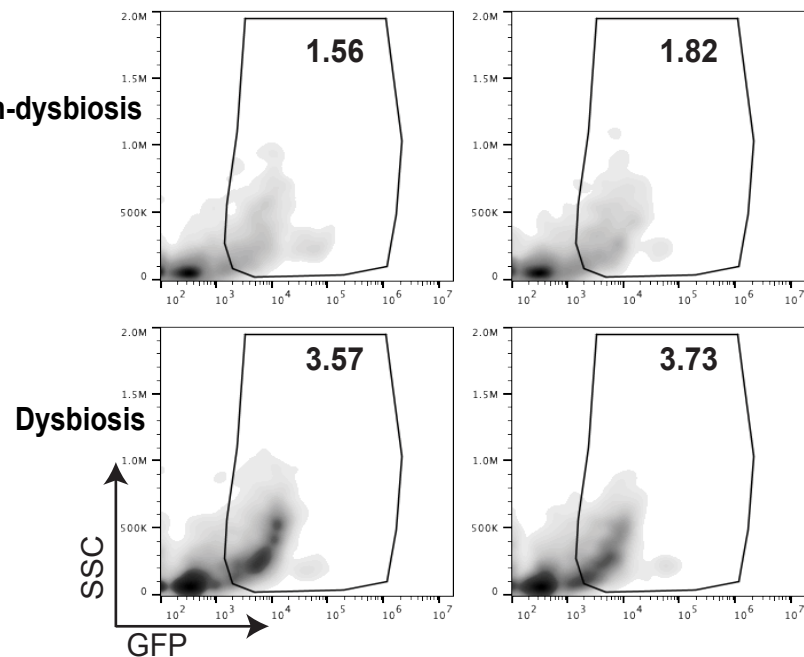 2.0M
1.56
1.82
1.5M
n-dysbiosis
1.0M
500K
0
10² 10³ 10⁴ 10⁵ 10⁶ 10⁷
2.0M
1.5M
1.0M
500K
0
10² 10³ 10⁴ 10⁵ 10⁶ 10⁷
2.0M
3.57
3.73
1.5M
Dysbiosis
1.0M
500K
0
10² 10³ 10⁴ 10⁵ 10⁶ 10⁷
2.0M
1.5M
1.0M
500K
0
10² 10³ 10⁴ 10⁵ 10⁶ 10⁷
SSC
GFP